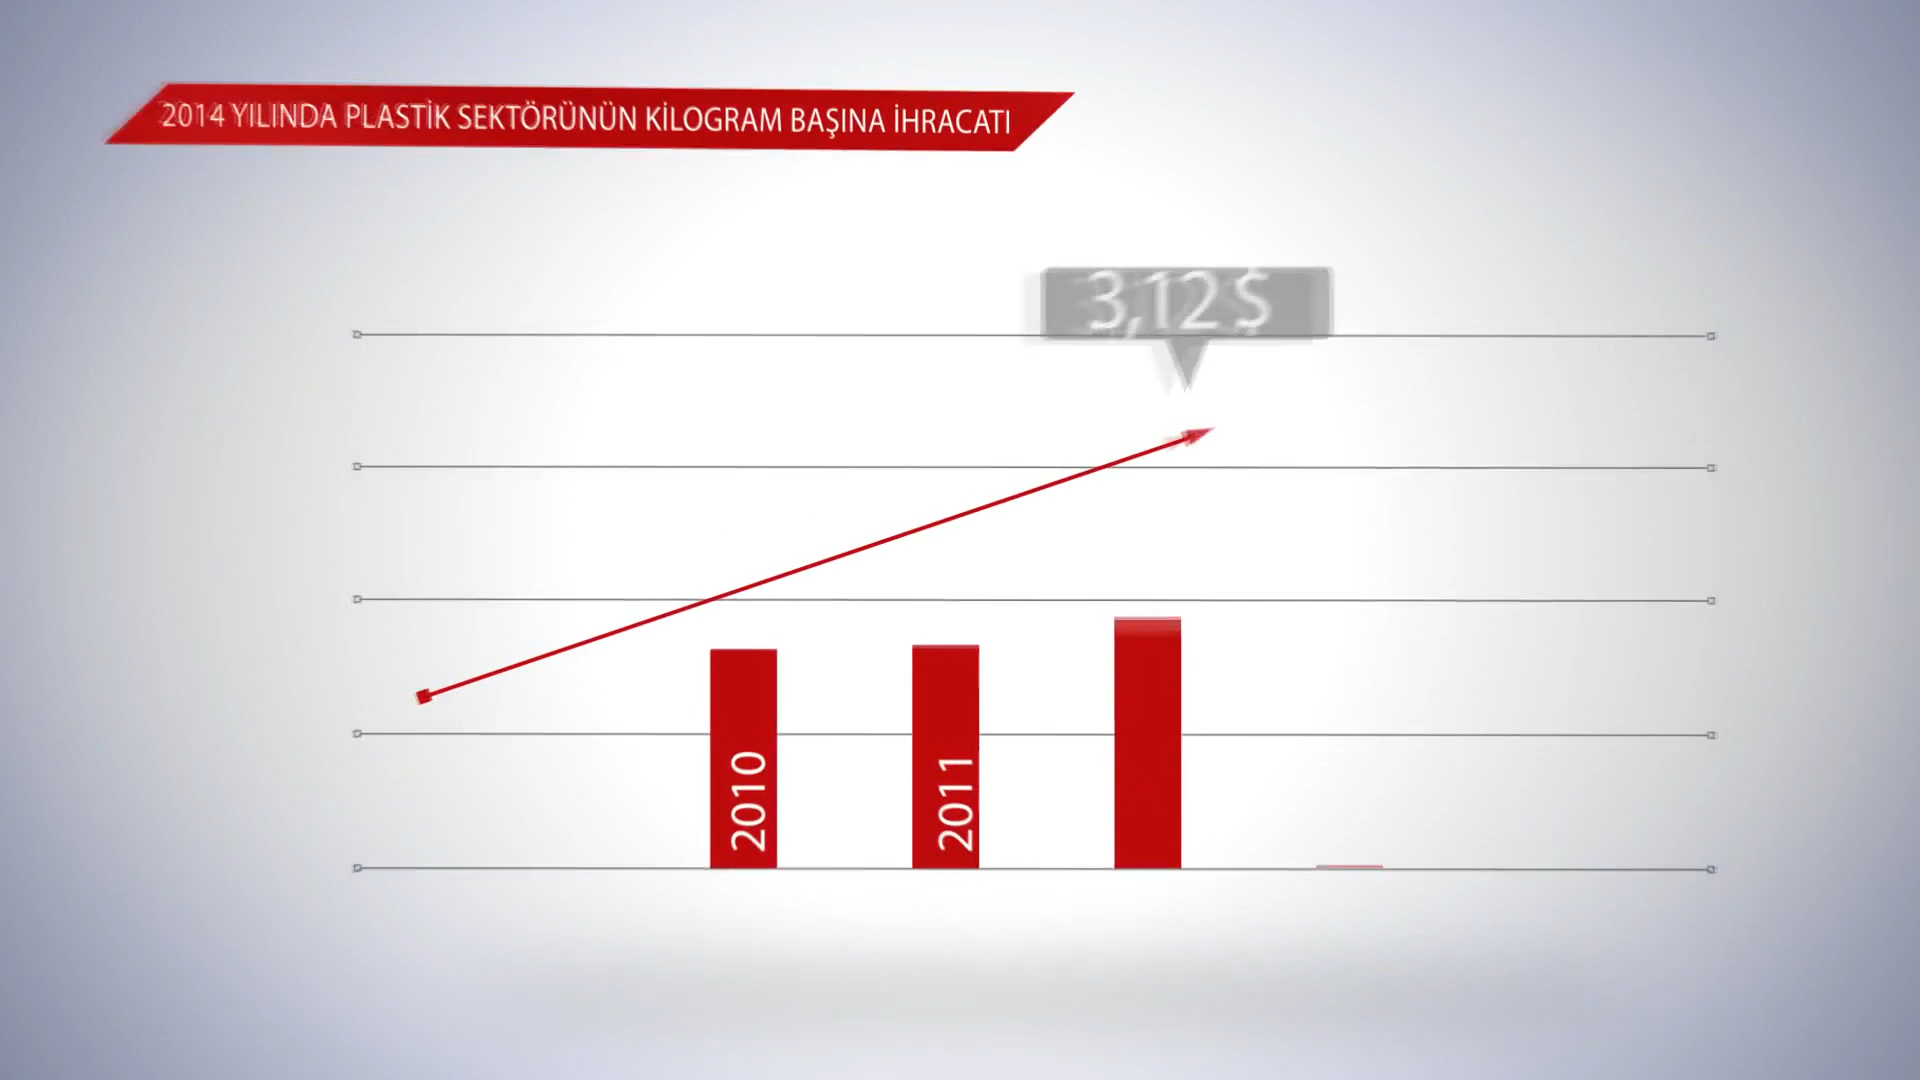 2014 YILINDA PLASTİK SEKTÖRÜNÜN KİLOGRAM BAŞINA İHRACATI
3,12 $
2010
2011